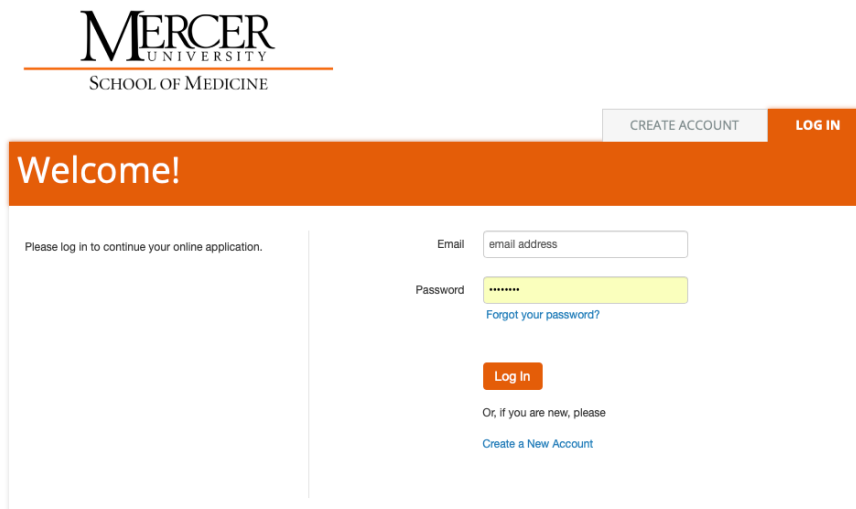 MERCER
UNIVERSITY
SCHOOL OF MEDICINE
CREATE ACCOUNT LOG IN
Welcome!
Please log in to continue your online application.
Email email address
Password ••••••••
Forgot your password?
Log In
Or, if you are new, please
Create a New Account